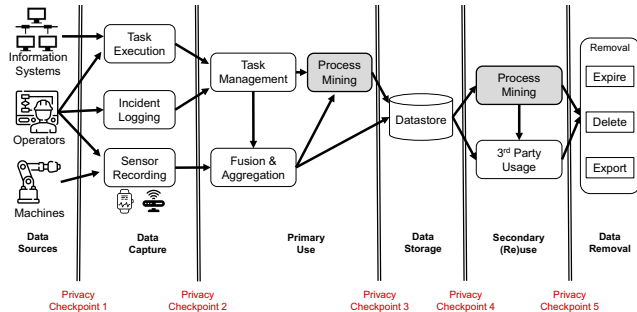 Information
Systems
Operators
Machines
Task
Execution
Incident
Logging
Sensor
Recording
Task
Management
Fusion &
Aggregation
Process
Mining
Datastore
Process
Mining
3rd Party
Usage
Removal
Expire
Delete
Export
Data
Sources
Data
Capture
Primary
Use
Data
Storage
Secondary
(Re)use
Data
Removal
Privacy
Checkpoint 1
Privacy
Checkpoint 2
Privacy
Checkpoint 3
Privacy
Checkpoint 4
Privacy
Checkpoint 5